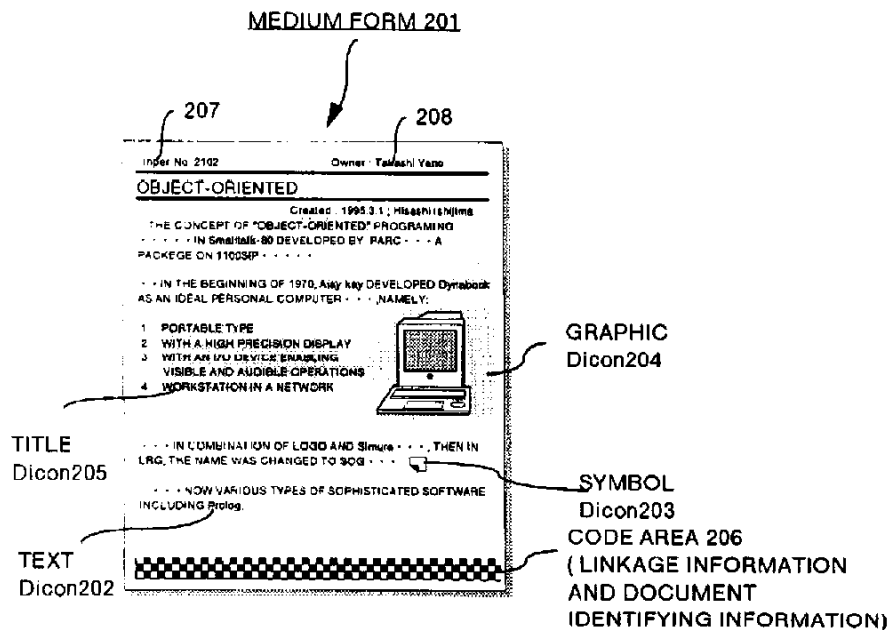 MEDIUM FORM 201
207
208
Inper No. 2102
Owner : Takashi Yano
OBJECT-ORIENTED
Created : 1995.3.1 ; Hisashi Ishijima
THE CONCEPT OF "OBJECT-ORIENTED" PROGRAMING
· · · · · IN Smalltalk-80 DEVELOPED BY PARC · · · A
PACKEGE ON 1100SIP · · · · ·
· · IN THE BEGINNING OF 1970, kay DEVELOPED Dynabook
AS AN IDEAL PERSONAL COMPUTER · · · ,NAMELY:
1 PORTABLE TYPE
2 WITH A HIGH PRECISION DISPLAY
3 WITH AN I/O DEVICE ENABLING
VISIBLE AND AUDIBLE OPERATIONS
4 WORKSTATION IN A NETWORK
GRAPHIC
Dicon204
TITLE
Dicon205
· · · IN COMBINATION OF LOGO AND Simura · · · , THEN IN
LRG, THE NAME WAS CHANGED TO SOG · · ·
SYMBOL
Dicon203
· · · NOW VARIOUS TYPES OF SOPHISTICATED SOFTWARE
INCLUDING Prolog.
TEXT
Dicon202
CODE AREA 206
( LINKAGE INFORMATION
AND DOCUMENT
IDENTIFYING INFORMATION)